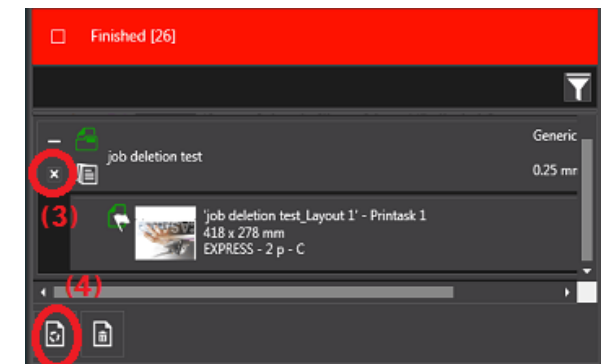 Finished [26]
Generic
job deletion test
0.25 mr
(3)
'job deletion test_Layout 1' - Printask 1
418 x 278 mm
EXPRESS - 2 p - C
(4)